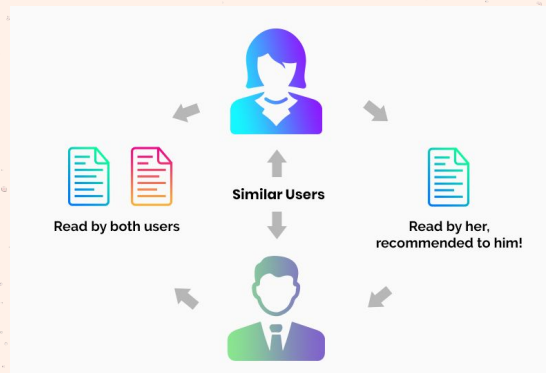 Similar Users
Read by both users
Read by her,
recommended to him!